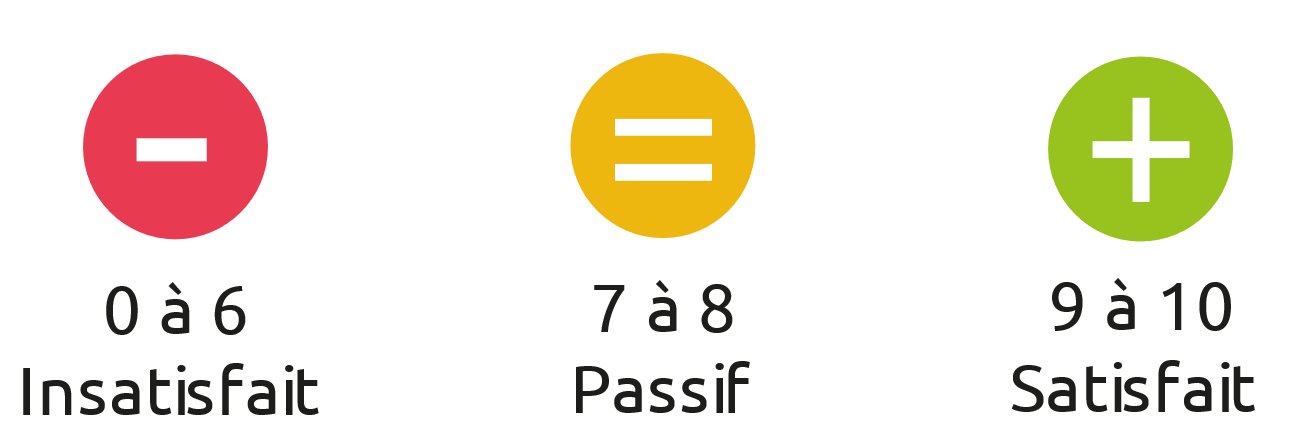 0 à 6
Insatisfait
7 à 8
Passif
9 à 10
Satisfait